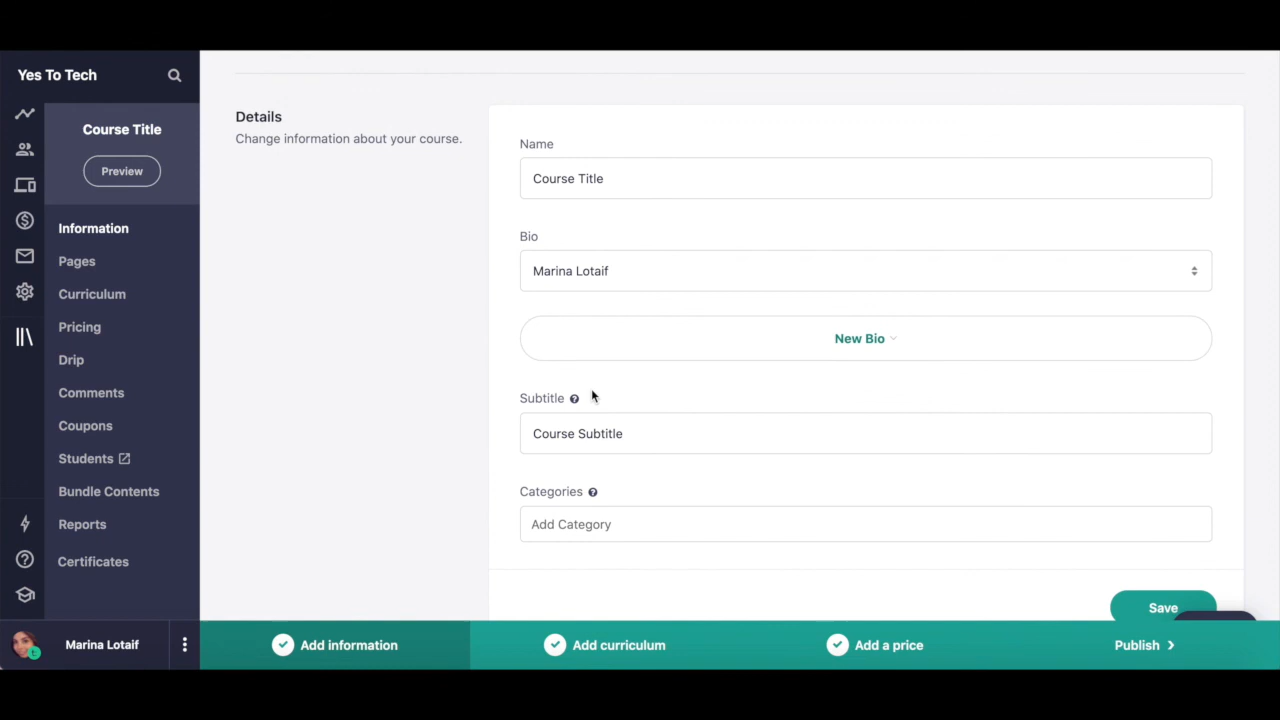 Yes To Tech
Course Title
Preview
Information
Pages
Curriculum
Pricing
Drip
Comments
Coupons
Students
Bundle Contents
Reports
Certificates
Marina Lotaif
Details
Change information about your course.
Name
Course Title
Bio
Marina Lotaif
New Bio
Subtitle
Course Subtitle
Categories
Add Category
Save
Add information
Add curriculum
Add a price
Publish